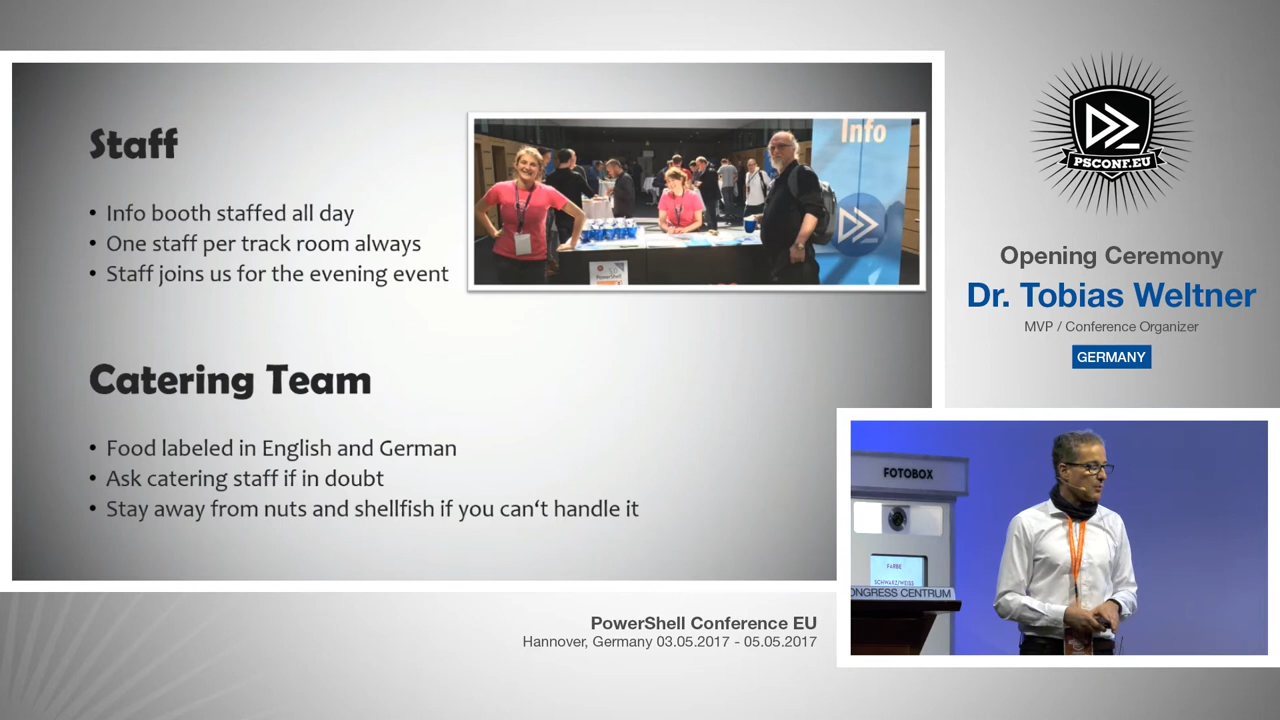 Staff
• Info booth staffed all day
• One staff per track room always
• Staff joins us for the evening event
Info
PowerShell
Catering Team
• Food labeled in English and German
• Ask catering staff if in doubt
• Stay away from nuts and shellfish if you can‘t handle it
PSCONF.EU
Opening Ceremony
Dr. Tobias Weltner
MVP / Conference Organizer
GERMANY
FOTOBOX
FARBE
SCHWARZ/WEISS
ONGRESS CENTRUM
PowerShell Conference EU
Hannover, Germany 03.05.2017 - 05.05.2017